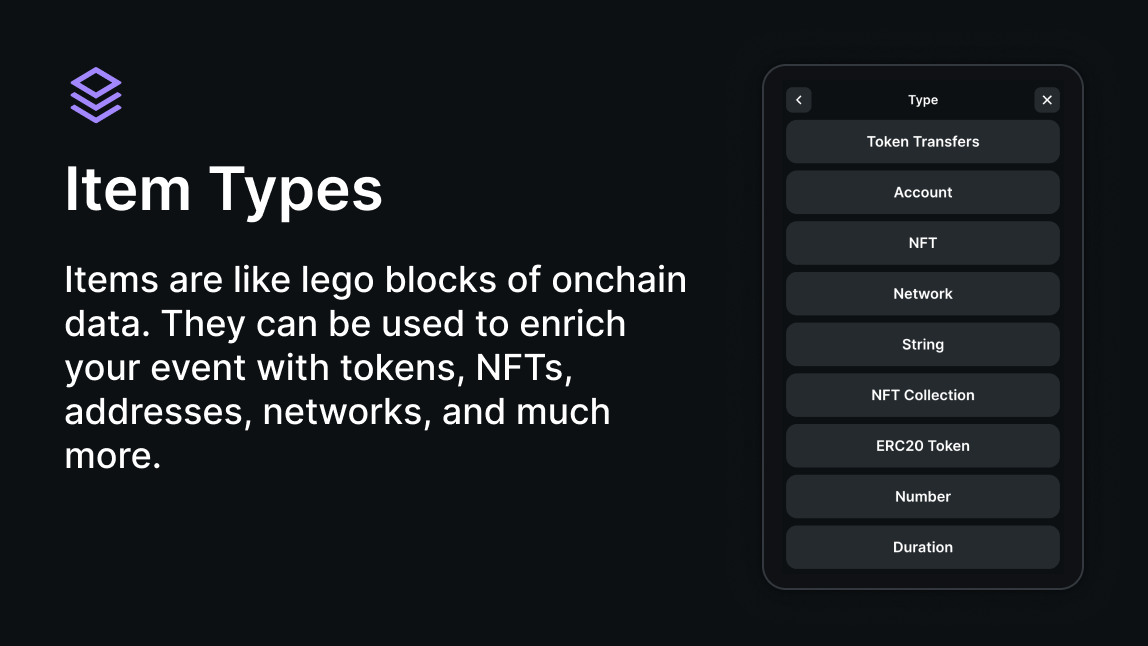 Item Types
Items are like lego blocks of onchain
data. They can be used to enrich
your event with tokens, NFTs,
addresses, networks, and much
more.
Type
Token Transfers
Account
NFT
Network
String
NFT Collection
ERC20 Token
Number
Duration